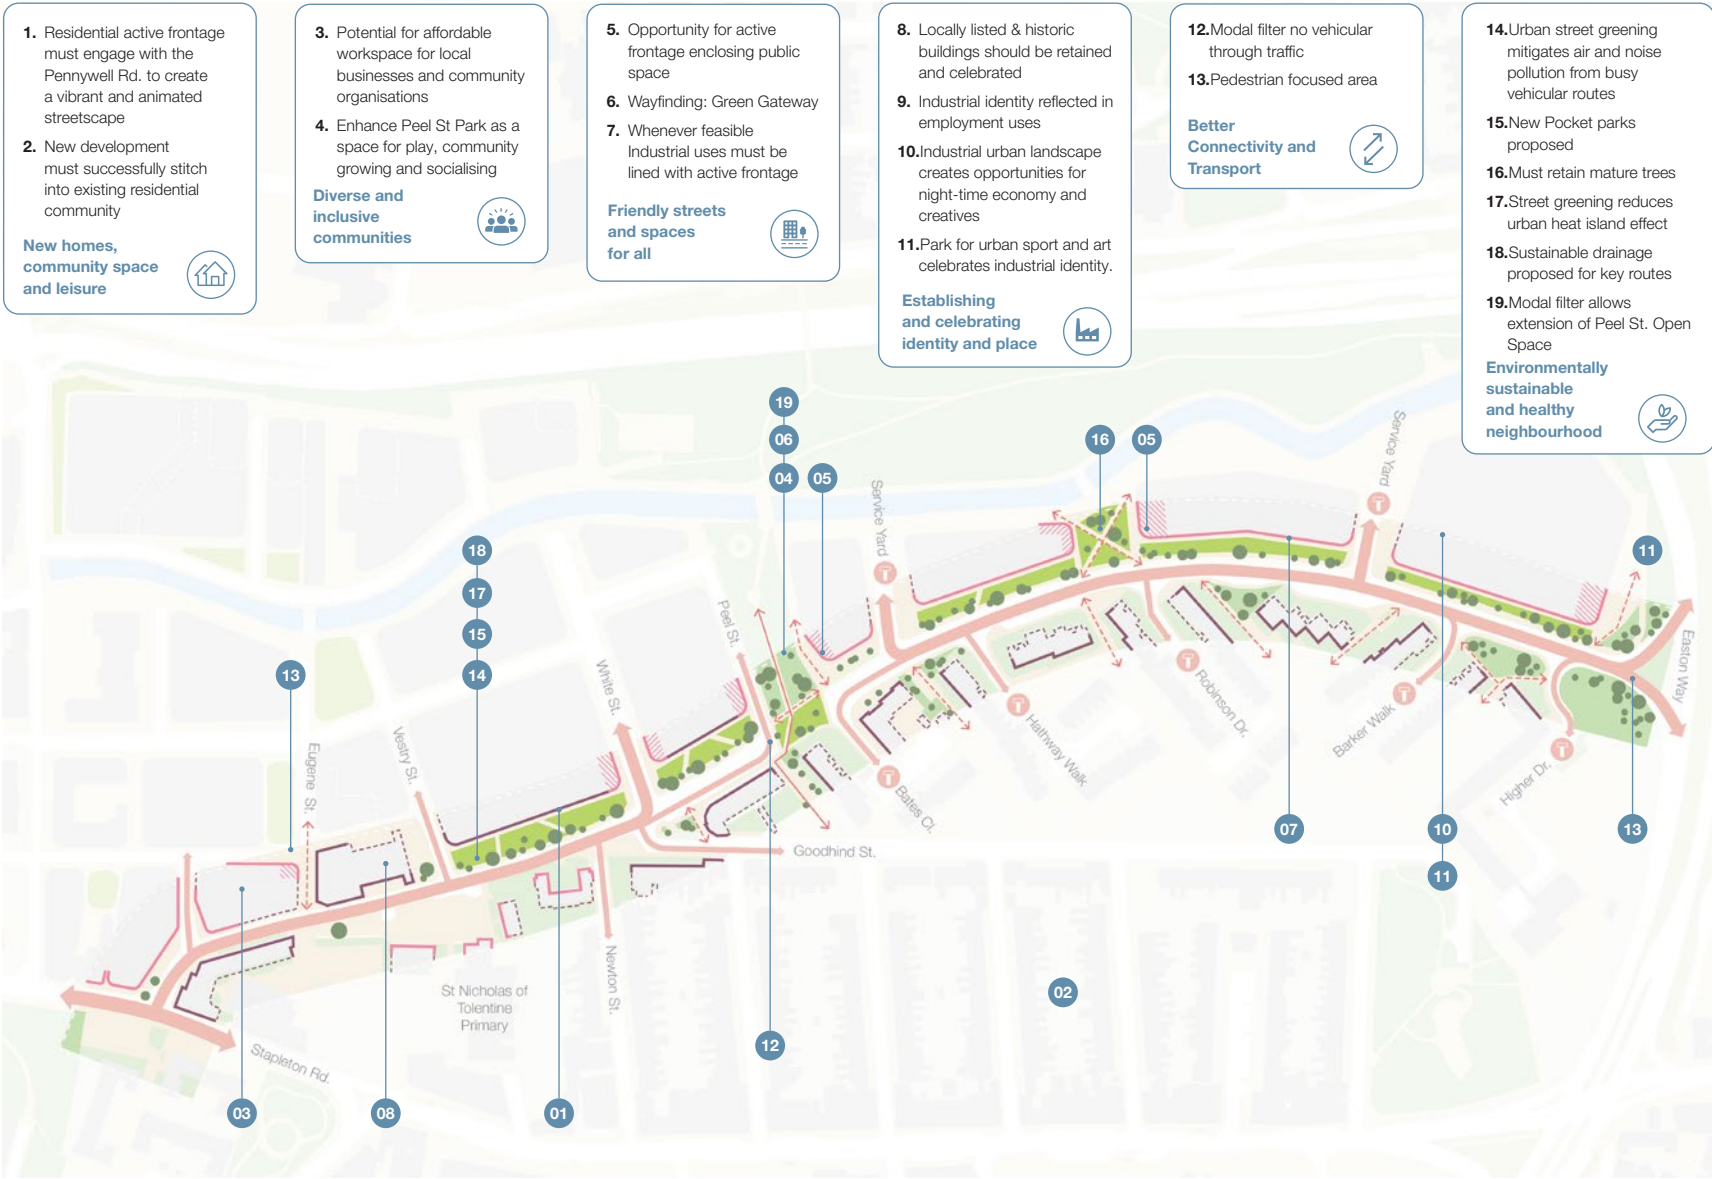 1. Residential active frontage
must engage with the
Pennywell Rd. to create
a vibrant and animated
streetscape
2. New development
must successfully stitch
into existing residential
community
New homes,
community space
and leisure
3. Potential for affordable
workspace for local
businesses and community
organisations
4. Enhance Peel St Park as a
space for play, community
growing and socialising
Diverse and
inclusive
communities
5. Opportunity for active
frontage enclosing public
space
6. Wayfinding: Green Gateway
7. Whenever feasible
Industrial uses must be
lined with active frontage
Friendly streets
and spaces
for all
8. Locally listed & historic
buildings should be retained
and celebrated
9. Industrial identity reflected in
employment uses
10.Industrial urban landscape
creates opportunities for
night-time economy and
creatives
11.Park for urban sport and art
celebrates industrial identity.
Establishing
and celebrating
identity and place
12.Modal filter no vehicular
through traffic
13.Pedestrian focused area
Better
Connectivity and
Transport
14.Urban street greening
mitigates air and noise
pollution from busy
vehicular routes
15.New Pocket parks
proposed
16.Must retain mature trees
17.Street greening reduces
urban heat island effect
18.Sustainable drainage
proposed for key routes
19.Modal filter allows
extension of Peel St. Open
Space
Environmentally
sustainable
and healthy
neighbourhood
19
06
04
05
16
05
Service Yard
Service Yard
11
18
17
15
14
13
Peel St.
White St.
Vestry St.
Eugene St.
Easton Way
Robinson Dr.
Hathway Walk
Barker Walk
Higher Dr.
Bates Cl.
Goodhind St.
07
10
11
13
Newton St.
St Nicholas of
Tolentine
Primary
02
12
Stapleton Rd.
03
08
01